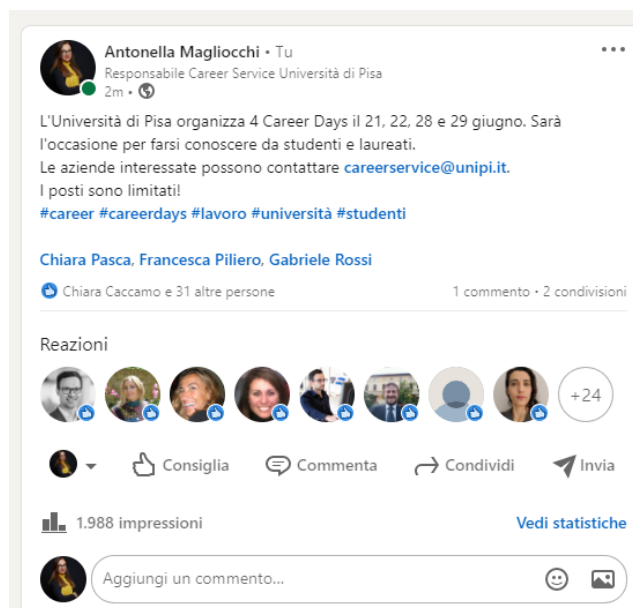 Antonella Magliocchi • Tu
Responsabile Career Service Università di Pisa
2m •
L'Università di Pisa organizza 4 Career Days il 21, 22, 28 e 29 giugno. Sarà
l'occasione per farsi conoscere da studenti e laureati.
Le aziende interessate possono contattare careerservice@unipi.it.
I posti sono limitati!
#career #careerdays #lavoro #università #studenti
Chiara Pasca, Francesca Piliero, Gabriele Rossi
Chiara Caccamo e 31 altre persone 1 commento • 2 condivisioni
Reazioni
+24
Consiglia Commenta Condividi Invia
1.988 impressioni Vedi statistiche
Aggiungi un commento...